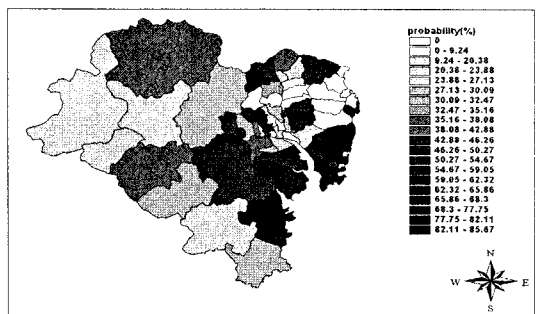 probability(%)
0
0 - 9.24
9.24 - 20.38
20.38 - 23.88
23.88 - 27.13
27.13 - 30.09
30.09 - 32.47
32.47 - 35.16
35.16 - 38.08
38.08 - 42.88
42.88 - 46.26
46.26 - 50.27
50.27 - 54.67
54.67 - 59.05
59.05 - 62.32
62.32 - 65.86
65.86 - 68.3
68.3 - 77.75
77.75 - 82.11
82.11 - 85.67
N
W E
S